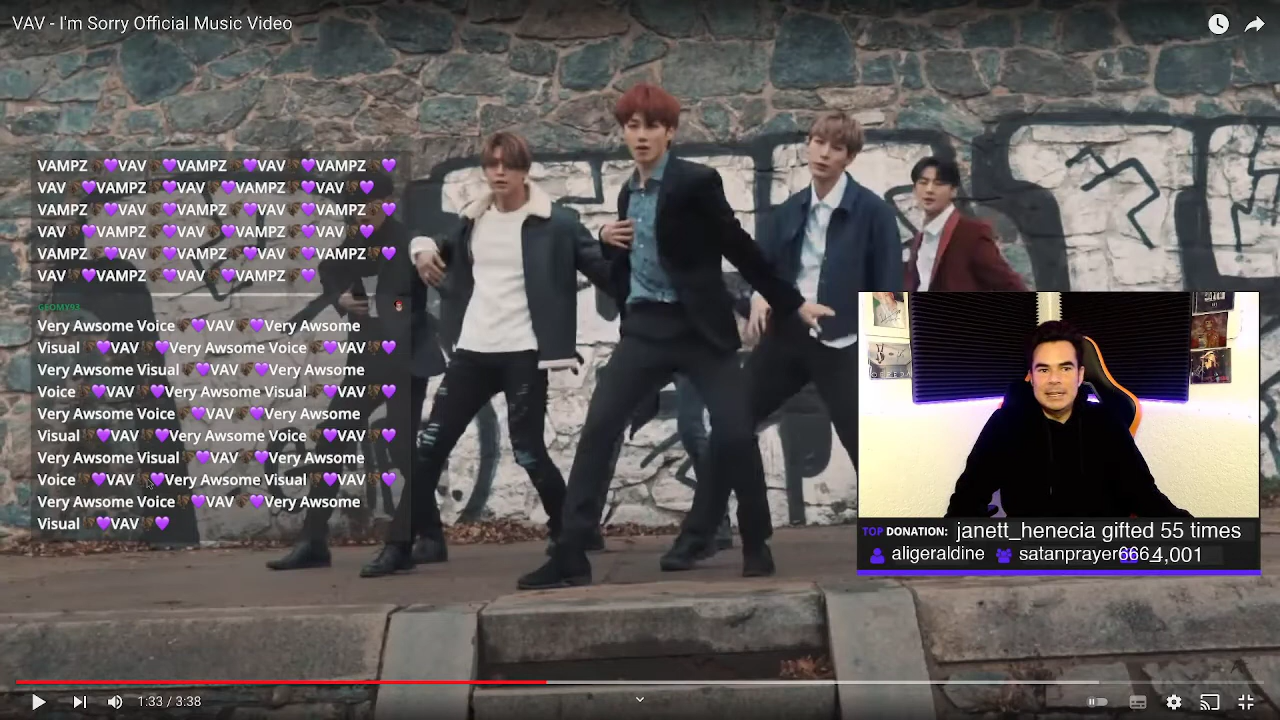 VAV - I'm Sorry Official Music Video
VAMPZ 💜VAV 💜VAMPZ 💜VAV 💜VAMPZ 💜
VAV 💜VAMPZ 💜VAV 💜VAMPZ 💜VAV 💜
VAMPZ 💜VAV 💜VAMPZ 💜VAV 💜VAMPZ 💜
VAV 💜VAMPZ 💜VAV 💜VAMPZ 💜VAV 💜
VAMPZ 💜VAV 💜VAMPZ 💜VAV 💜VAMPZ 💜
VAV 💜VAMPZ 💜VAV 💜VAMPZ 💜
GEOMY93
Very Awsome Voice 💜VAV 💜Very Awsome
Visual 💜VAV 💜Very Awsome Voice 💜VAV 💜
Very Awsome Visual 💜VAV 💜Very Awsome
Voice 💜VAV 💜Very Awsome Visual 💜VAV 💜
Very Awsome Voice 💜VAV 💜Very Awsome
Visual 💜VAV 💜Very Awsome Voice 💜VAV 💜
Very Awsome Visual 💜VAV 💜Very Awsome
Voice 💜VAV 💜Very Awsome Visual 💜VAV 💜
Very Awsome Voice 💜VAV 💜Very Awsome
Visual 💜VAV 💜
TOP DONATION: janett_henecia gifted 55 times
aligeraldine satanprayer666 4,001
1:33 / 3:38